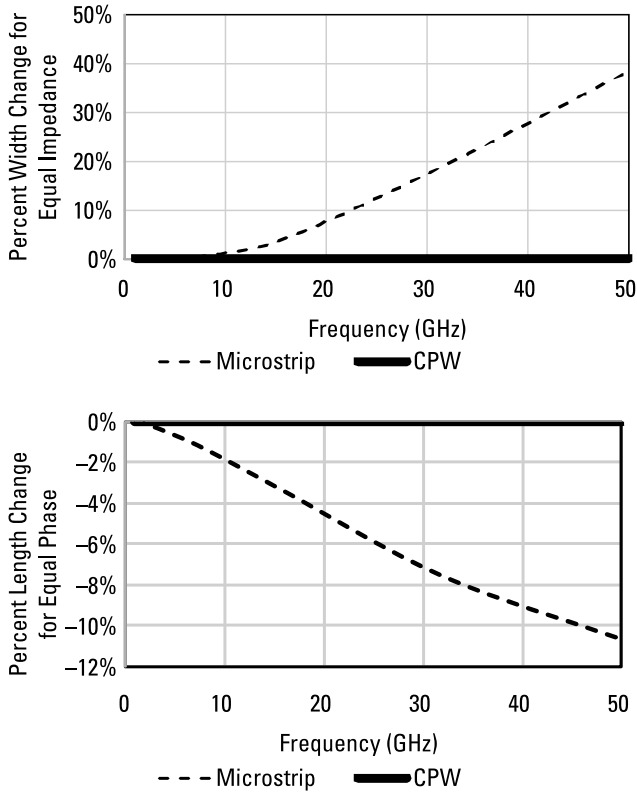 Percent Width Change for
Equal Impedance
50%
40%
30%
20%
10%
0%
0 10 20 30 40 50
Frequency (GHz)
Microstrip CPW
Percent Length Change
for Equal Phase
0%
–2%
–4%
–6%
–8%
–10%
–12%
0 10 20 30 40 50
Frequency (GHz)
Microstrip CPW